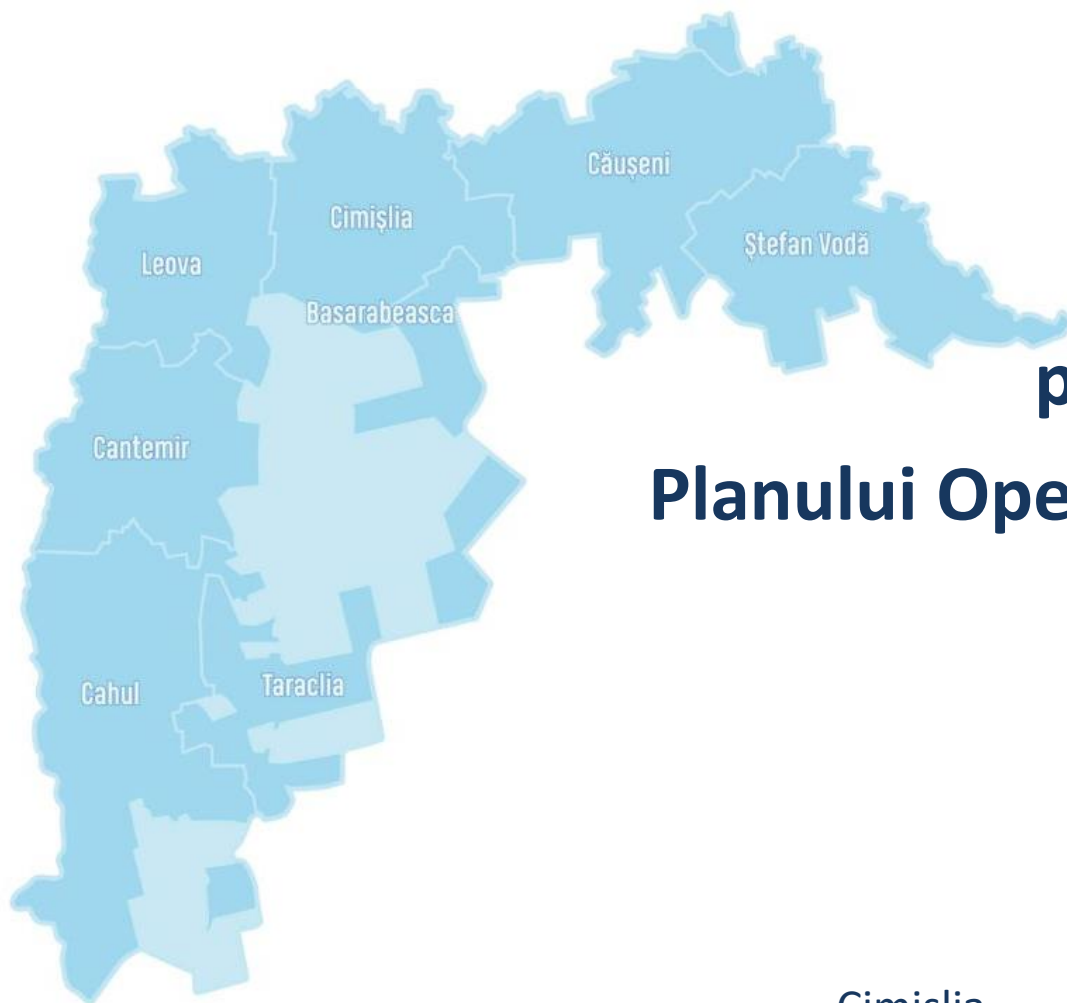 Căușeni
Cimișlia
Ștefan Vodă
Leova
Basarabeasca
p
Cantemir
Planului Ope
Cahul
Taraclia